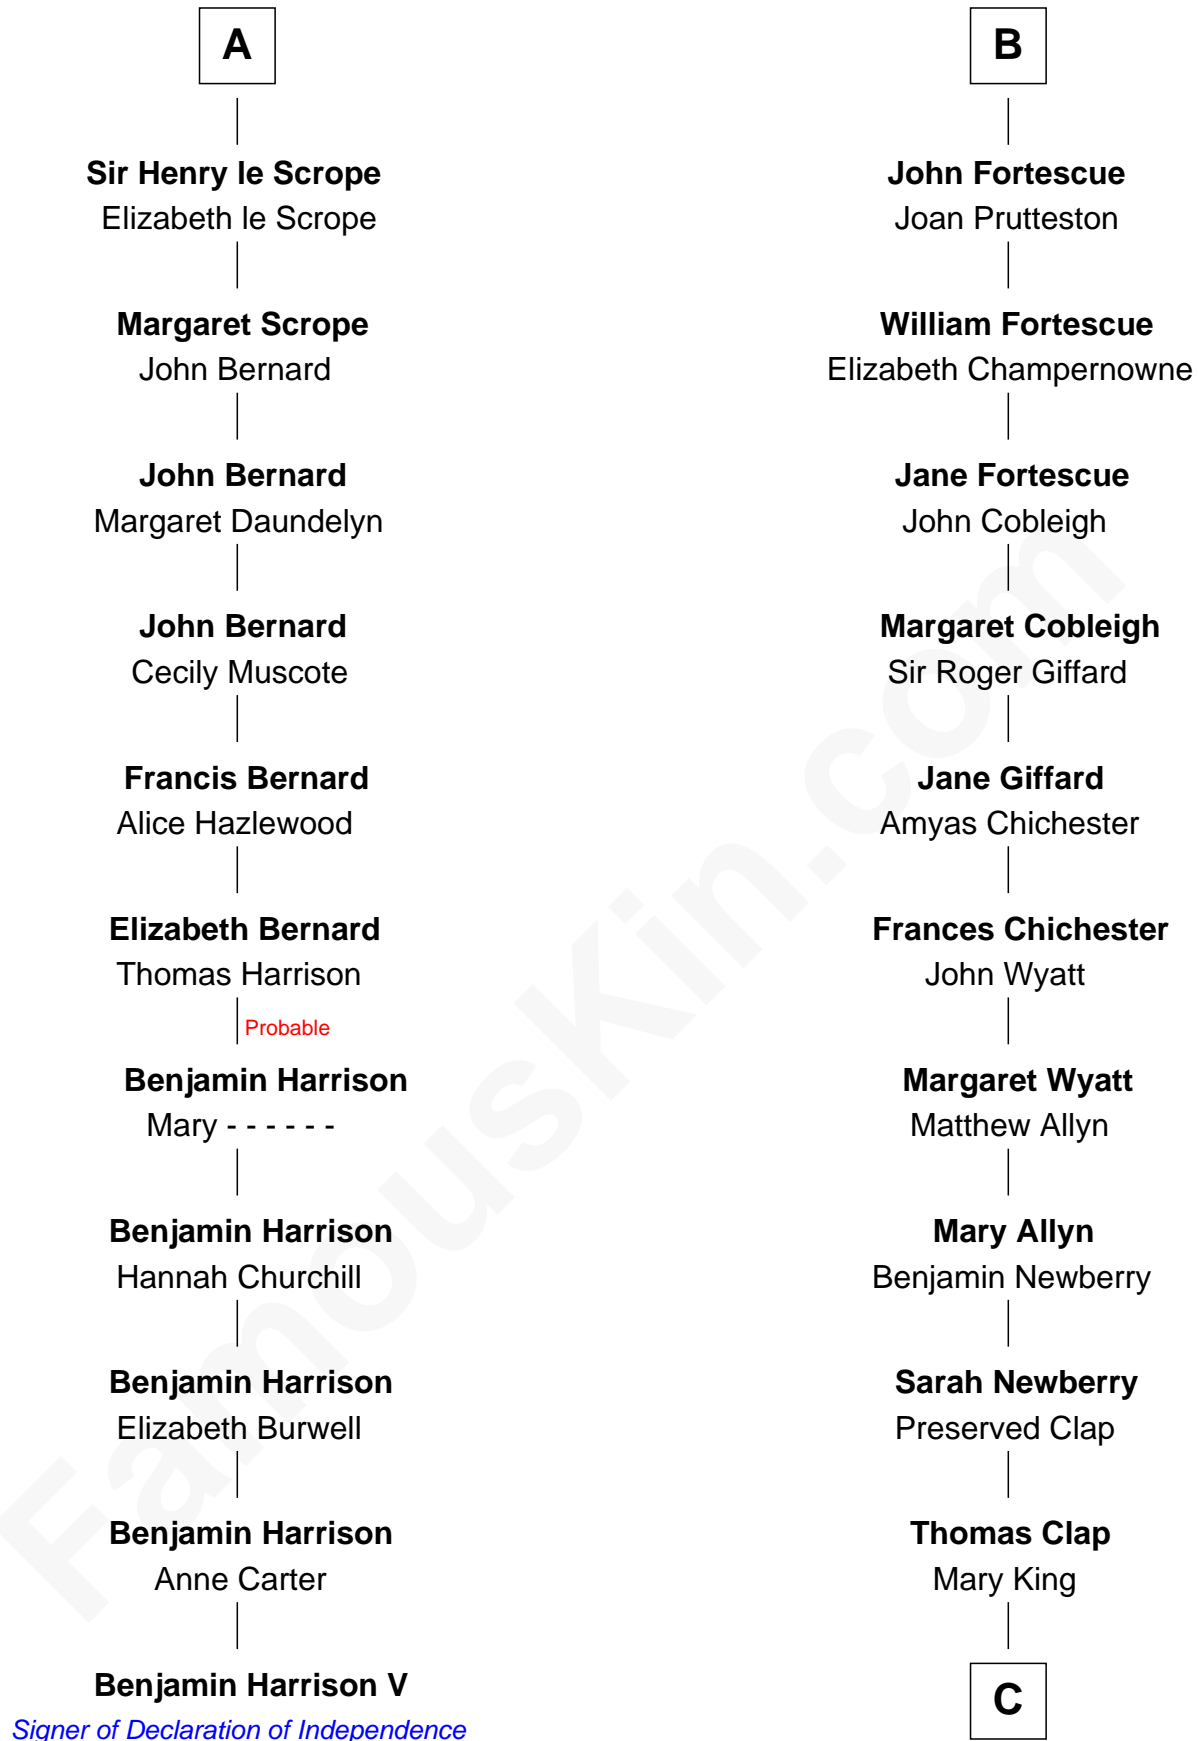 A
Sir Henry le Scrope
Elizabeth le Scrope
Margaret Scrope
John Bernard
John Bernard
Margaret Daundelyn
John Bernard
Cecily Muscote
Francis Bernard
Alice Hazlewood
Elizabeth Bernard
Thomas Harrison
Probable
Benjamin Harrison
Mary - - - - - -
Benjamin Harrison
Hannah Churchill
Benjamin Harrison
Elizabeth Burwell
Benjamin Harrison
Anne Carter
Benjamin Harrison V
Signer of Declaration of Independence
B
John Fortescue
Joan Prutteston
William Fortescue
Elizabeth Champernowne
Jane Fortescue
John Cobleigh
Margaret Cobleigh
Sir Roger Giffard
Jane Giffard
Amyas Chichester
Frances Chichester
John Wyatt
Margaret Wyatt
Matthew Allyn
Mary Allyn
Benjamin Newberry
Sarah Newberry
Preserved Clap
Thomas Clap
Mary King
C
FamousKin.com